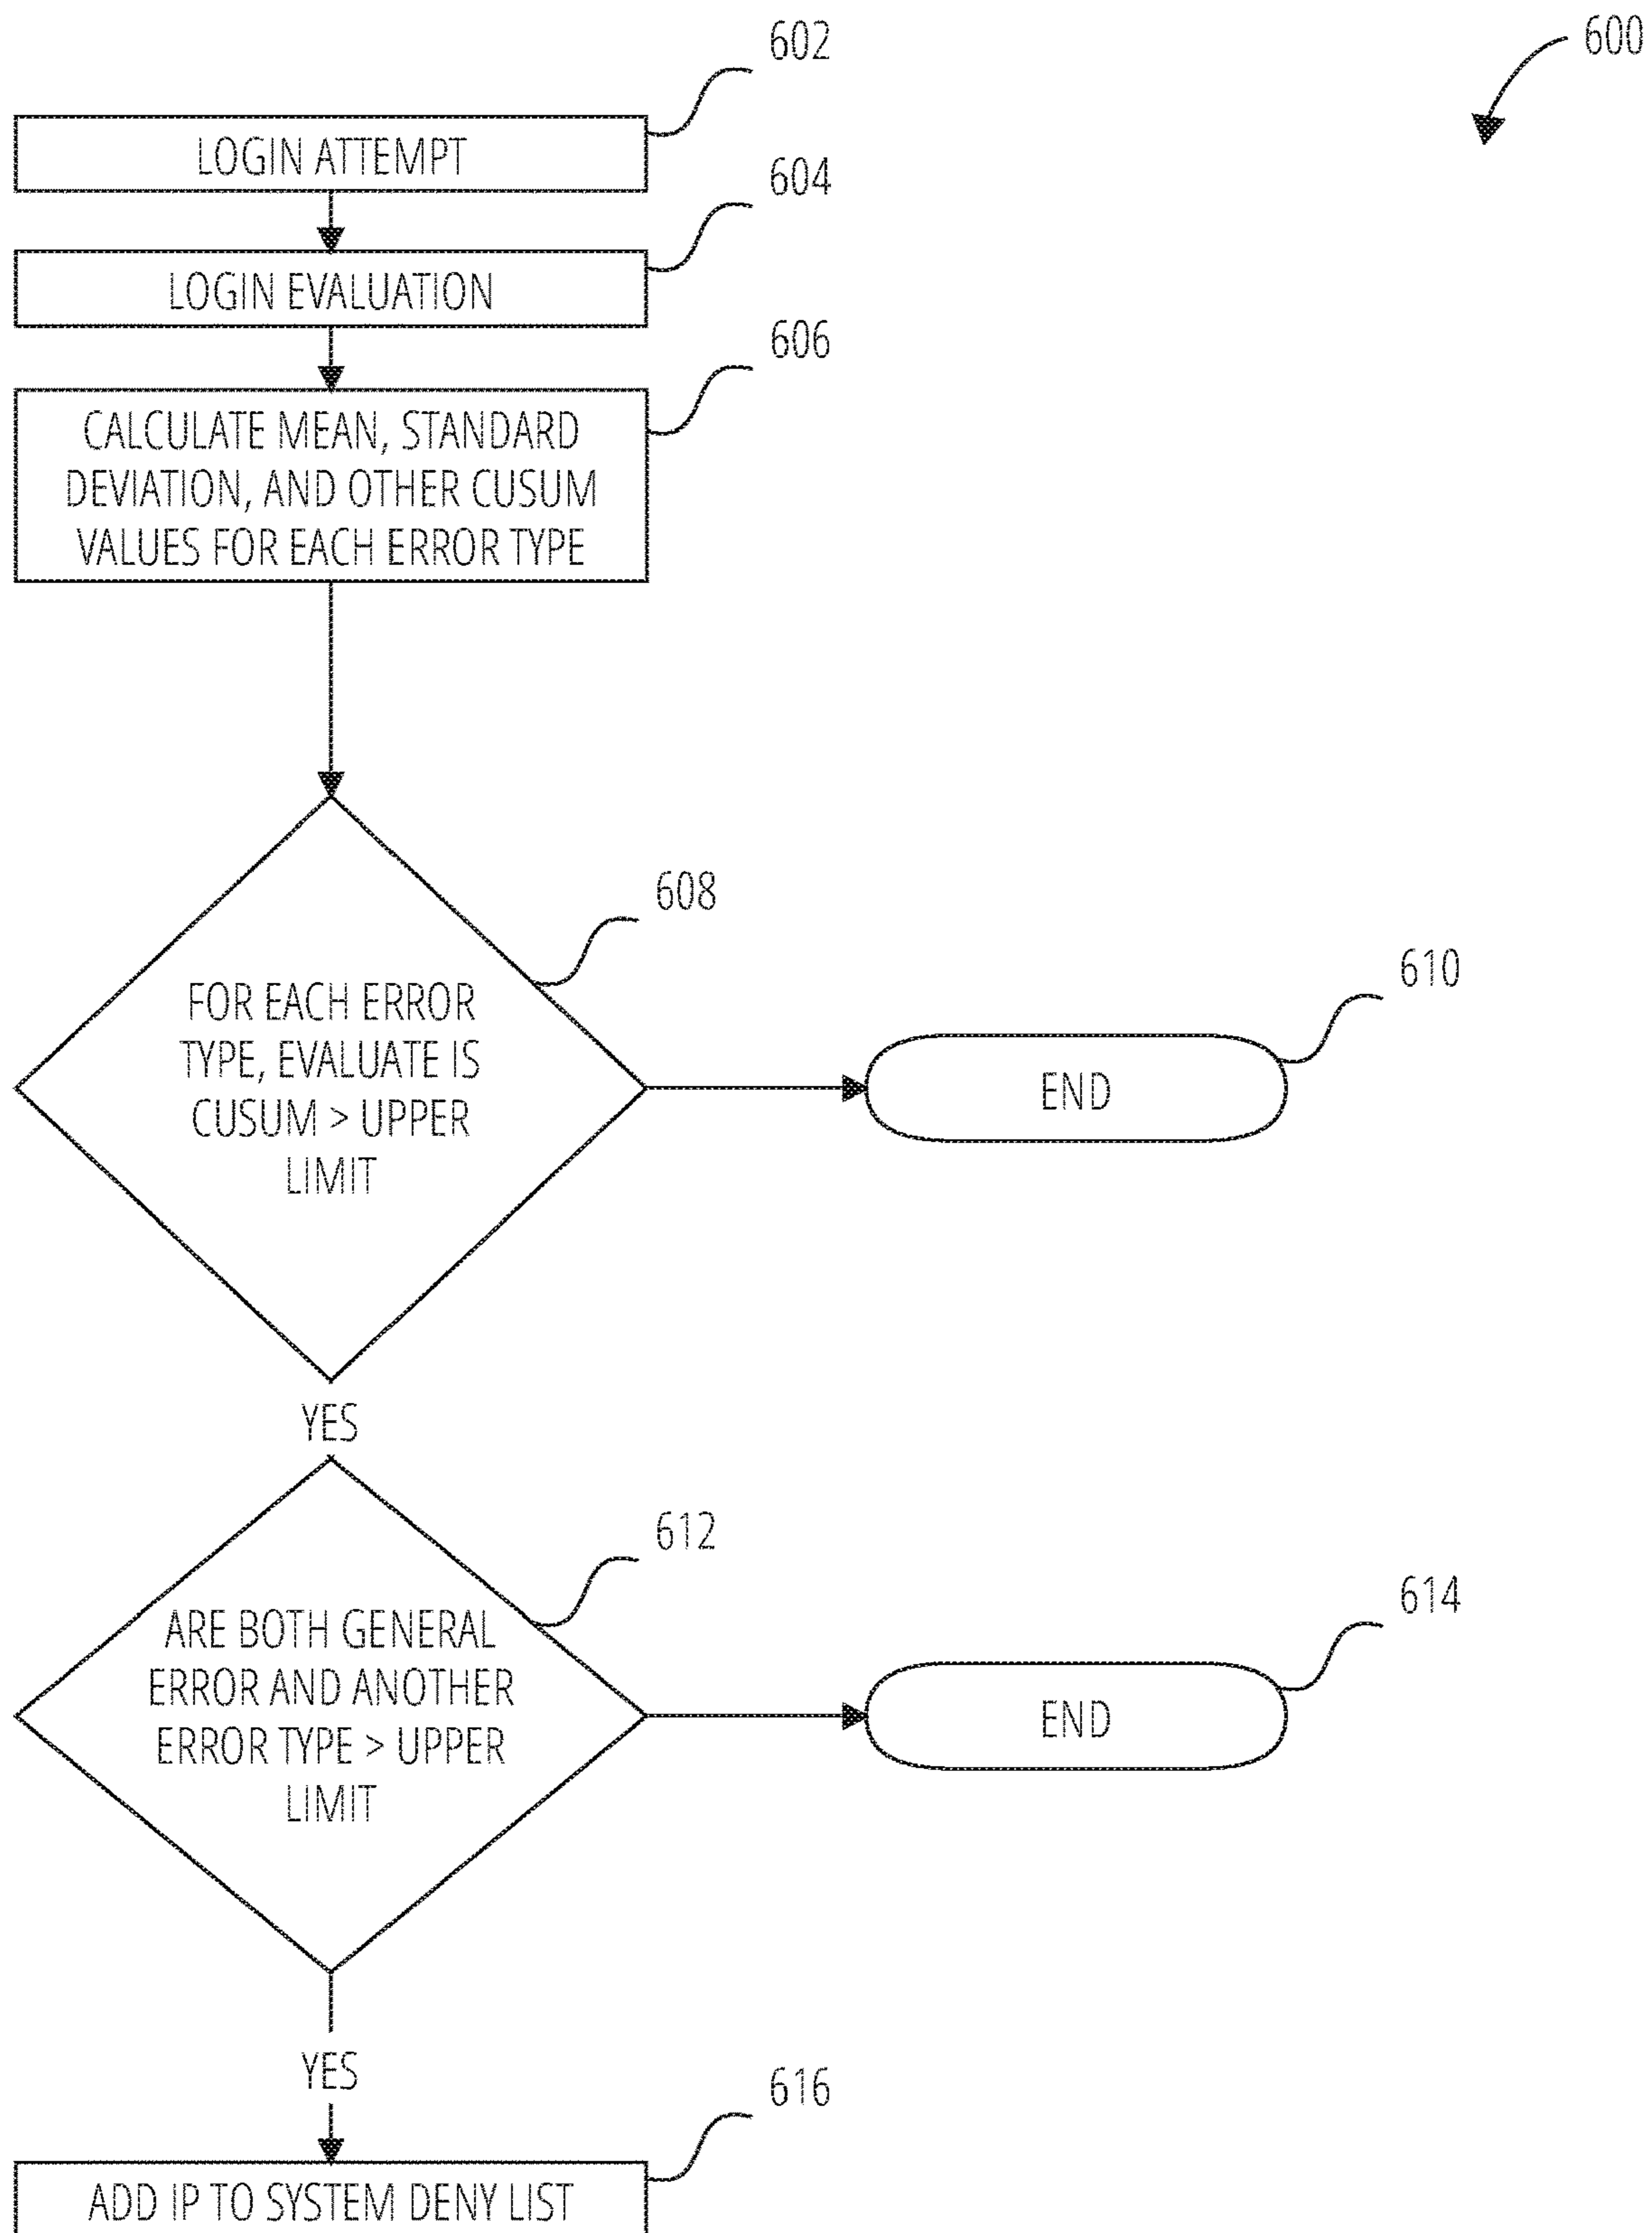 600
602
LOGIN ATTEMPT
604
LOGIN EVALUATION
606
CALCULATE MEAN, STANDARD
DEVIATION, AND OTHER CUSUM
VALUES FOR EACH ERROR TYPE
608
FOR EACH ERROR
TYPE, EVALUATE IS
CUSUM > UPPER
LIMIT
610
END
YES
612
ARE BOTH GENERAL
ERROR AND ANOTHER
ERROR TYPE > UPPER
LIMIT
614
END
YES
616
ADD IP TO SYSTEM DENY LIST